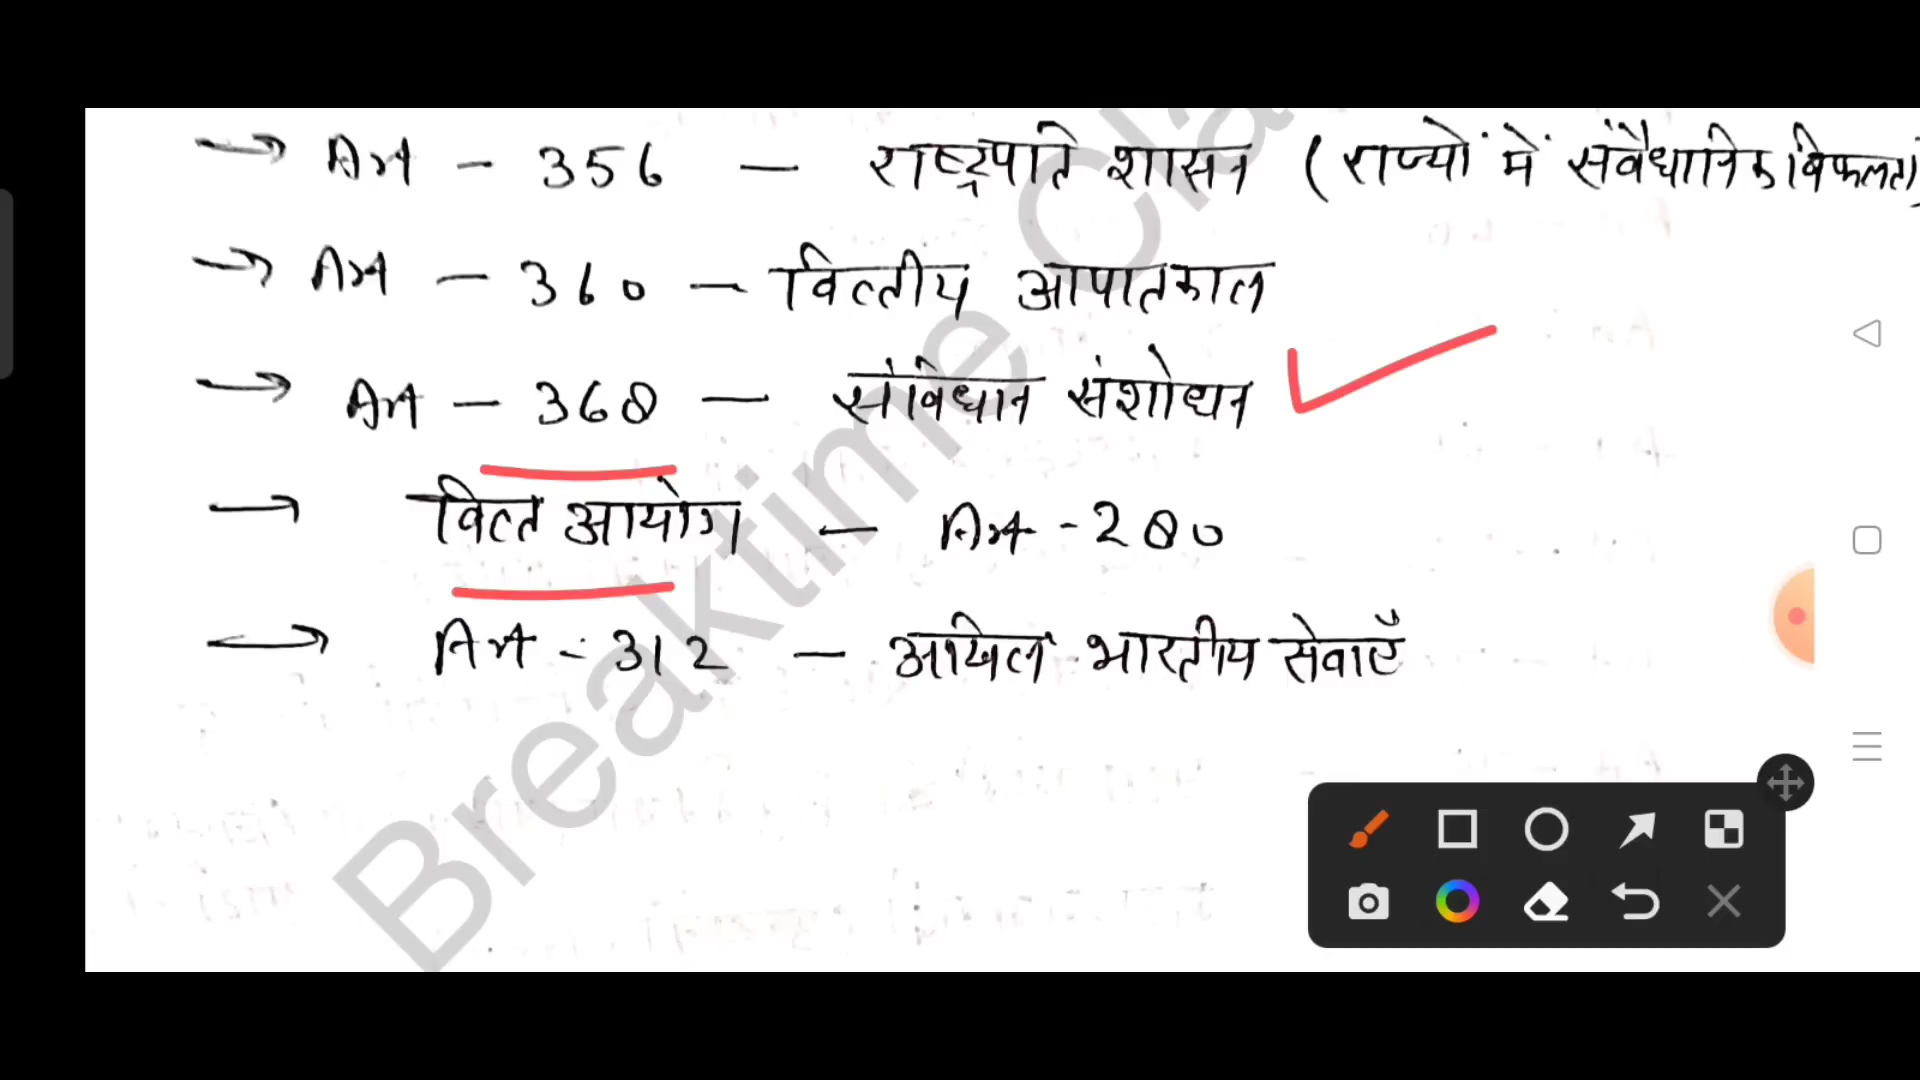 → Art - 356 - राष्ट्रपति शासन (राज्यों में संवैधानिक विफलता)
→ Art - 360 - वित्तीय आपातकाल
→ Art - 368 - संविधान संशोधन
→ वित्त आयोग - Art - 280
→ Art - 312 - अखिल भारतीय सेवाएँ
Breaktime Cla